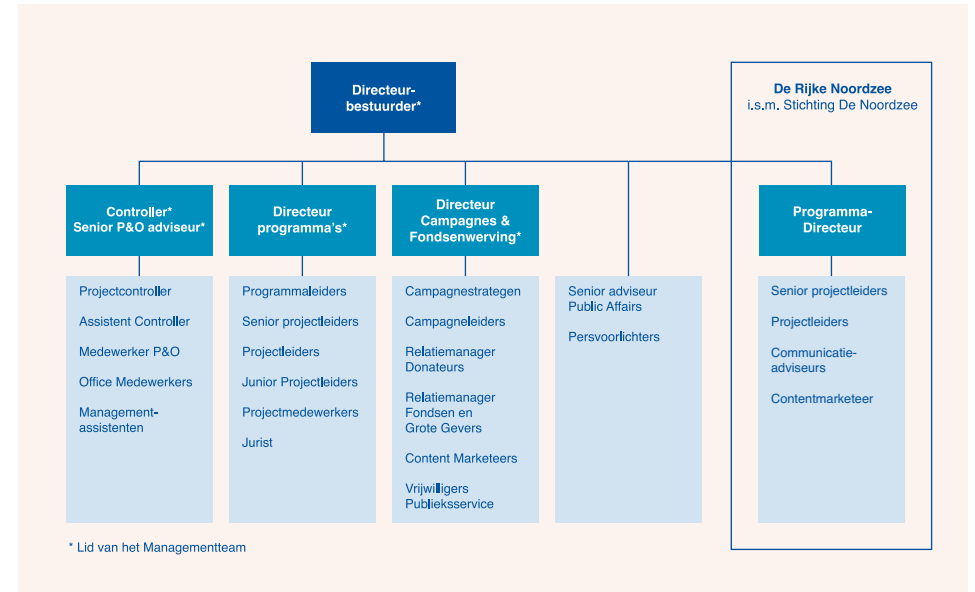 Directeur-
bestuurder*
De Rijke Noordzee
i.s.m. Stichting De Noordzee
Controller*
Senior P&O adviseur*
Projectcontroller
Assistent Controller
Medewerker P&O
Office Medewerkers
Management-
assistenten
Directeur
programma's*
Programmaleiders
Senior projectleiders
Projectleiders
Junior Projectleiders
Projectmedewerkers
Jurist
Directeur
Campagnes &
Fondsenwerving*
Campagnestrategen
Campagneleiders
Relatiemanager
Donateurs
Relatiemanager
Fondsen en
Grote Gevers
Content Marketeers
Vrijwilligers
Publieksservice
Senior adviseur
Public Affairs
Persvoorlichters
Programma-
Directeur
Senior projectleiders
Projectleiders
Communicatie-
adviseurs
Contentmarketeer
* Lid van het Managementteam